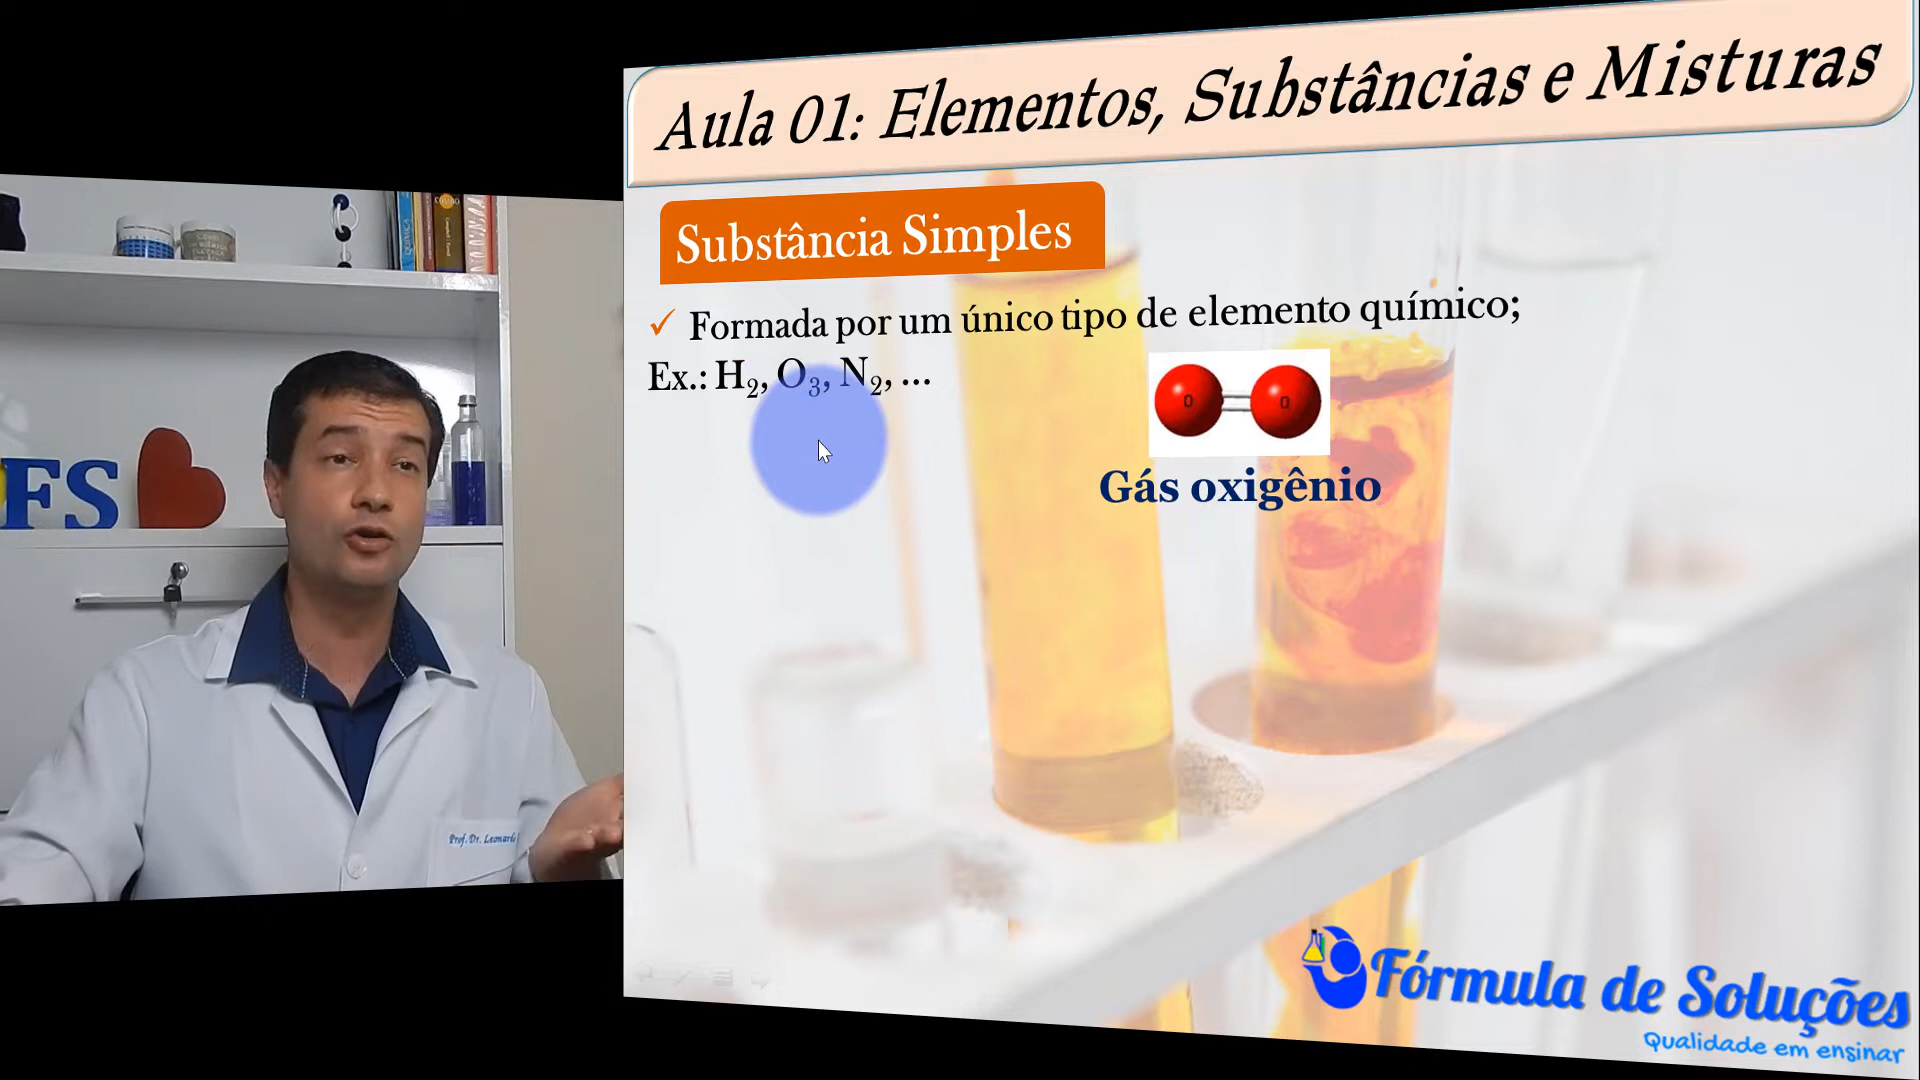 Aula 01: Elementos, Substâncias e Misturas
Substância Simples
✓ Formada por um único tipo de elemento químico;
Ex.: H₂, O₃, N₂, ...
O O
Gás oxigênio
FS
Prof. Dr. Leonardo
Fórmula de Soluções
Qualidade em ensinar